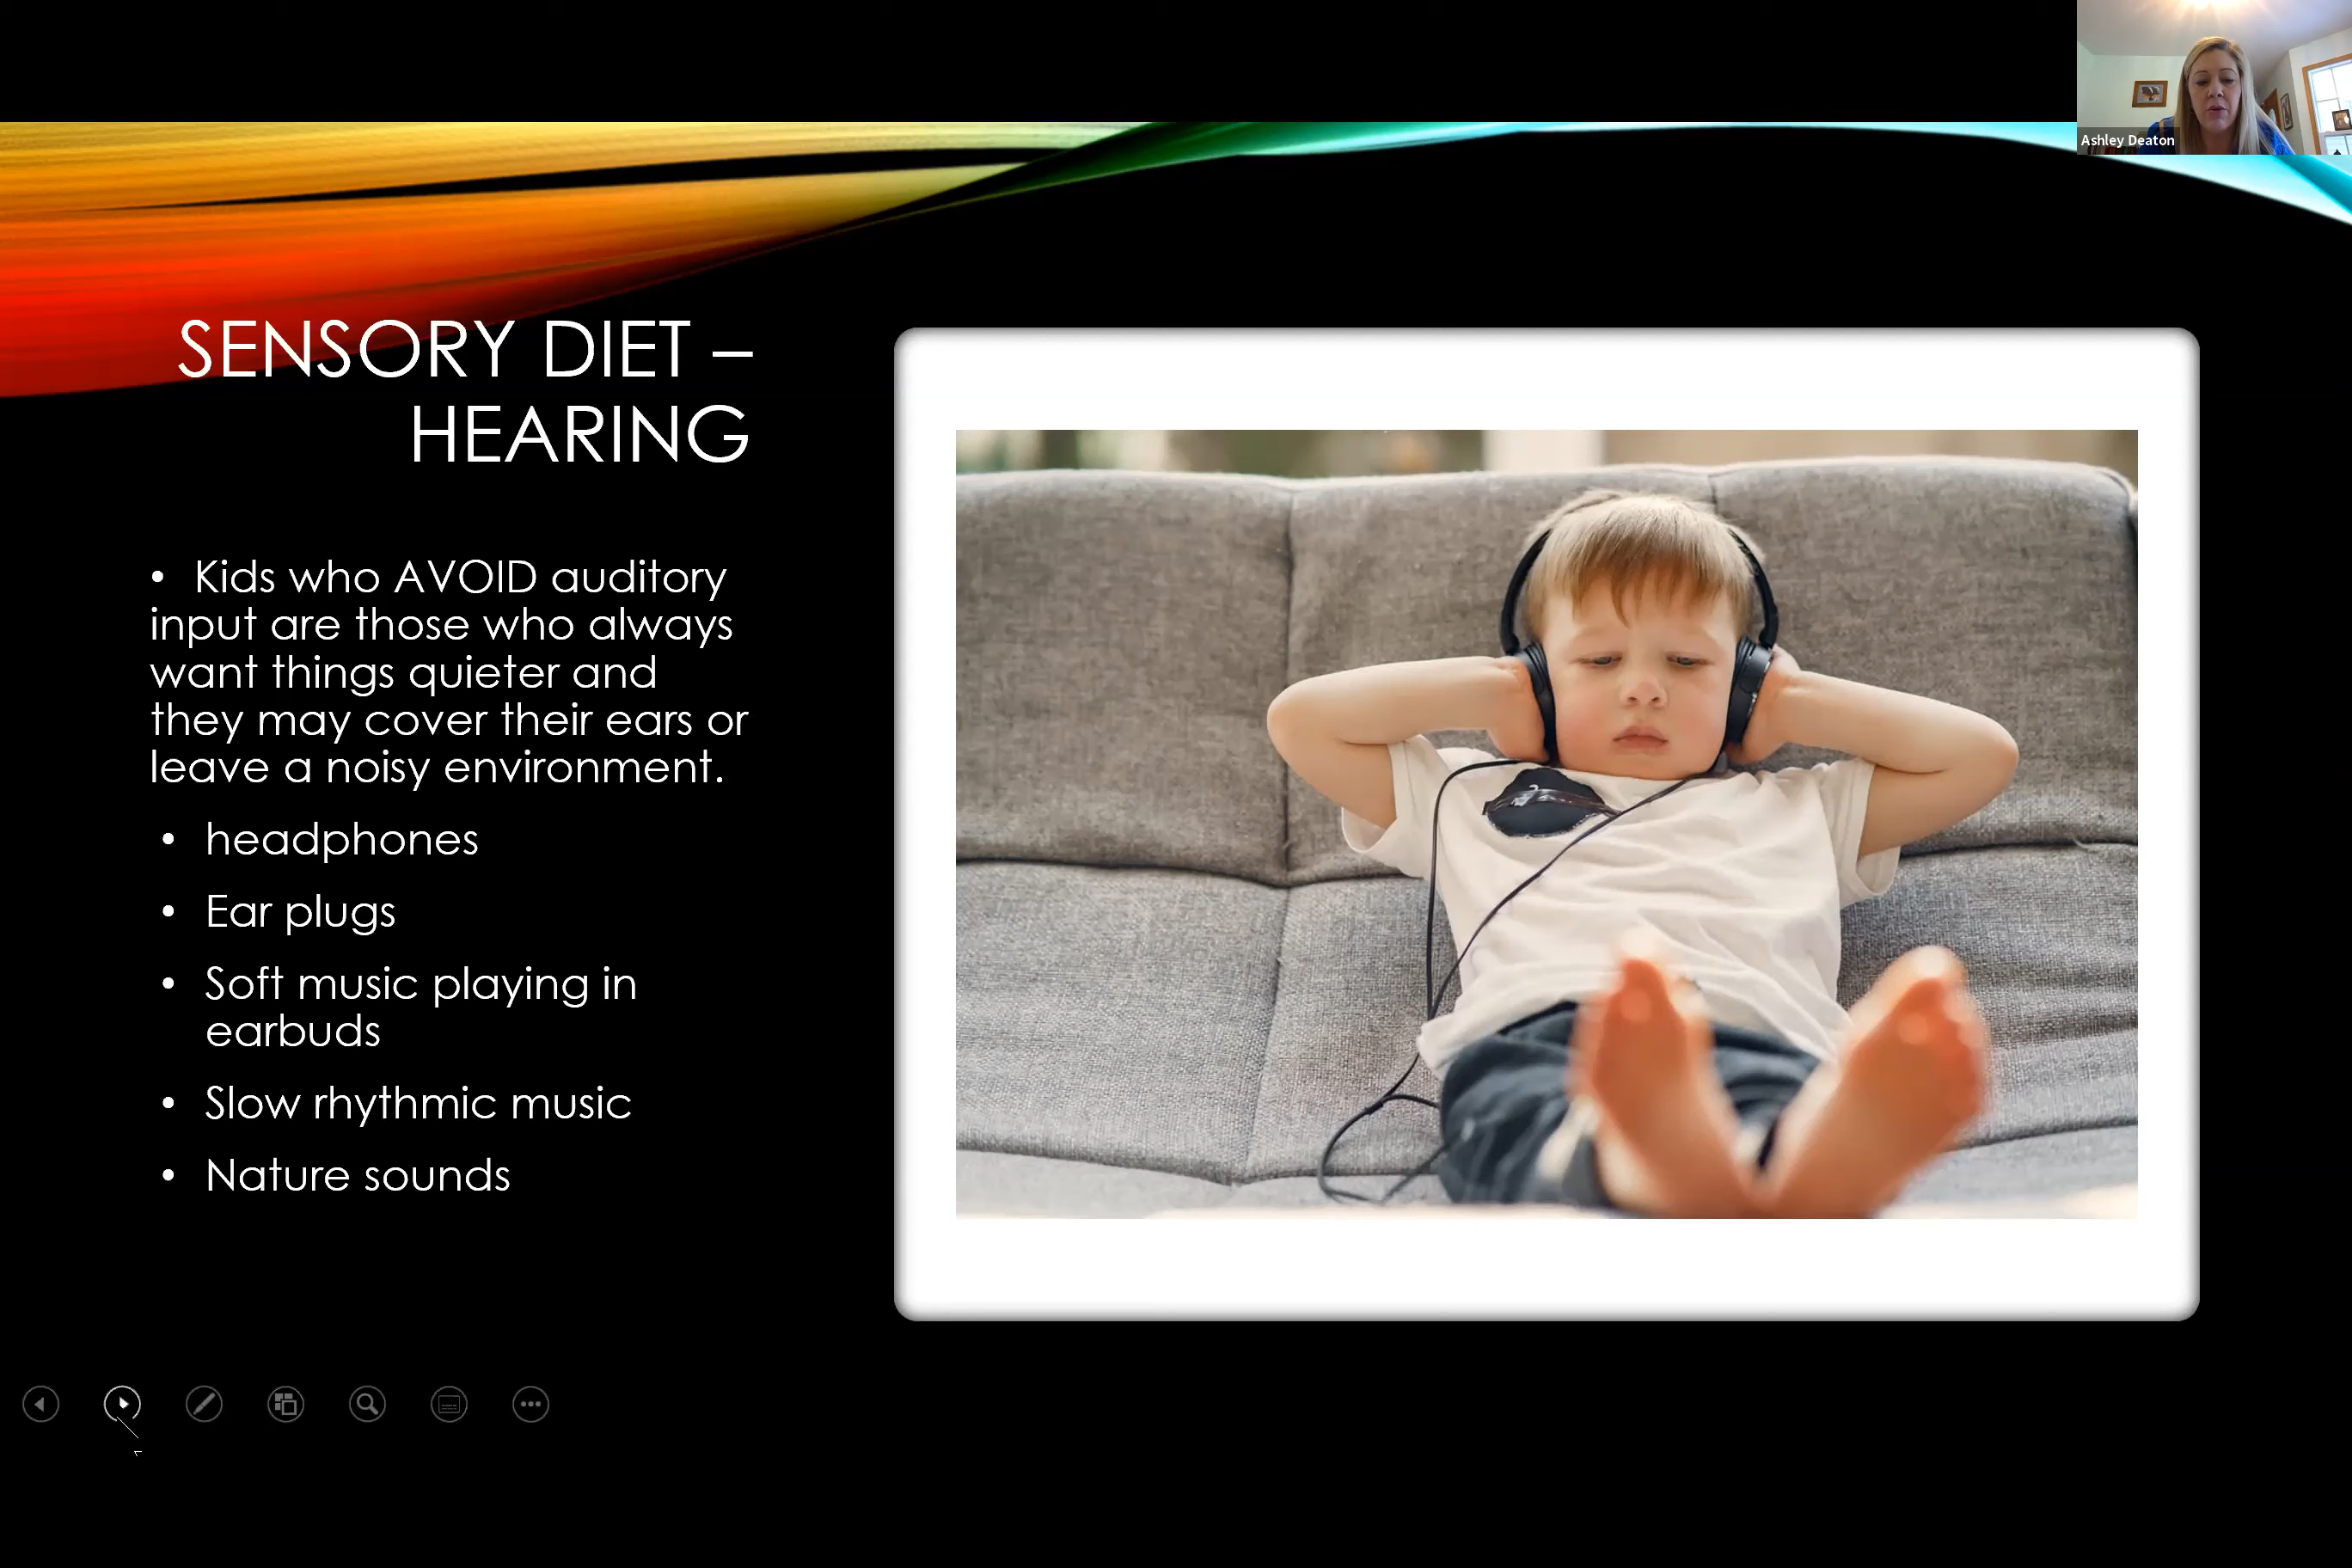 Ashley Deaton
SENSORY DIET –
HEARING
• Kids who AVOID auditory
input are those who always
want things quieter and
they may cover their ears or
leave a noisy environment.
• headphones
• Ear plugs
• Soft music playing in
earbuds
• Slow rhythmic music
• Nature sounds